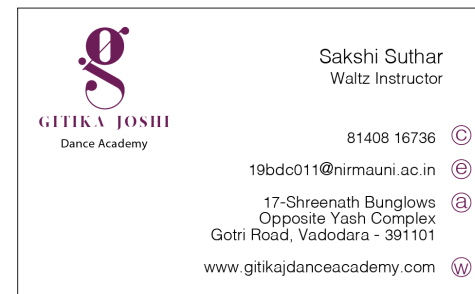 g
GITIKA JOSHI
Dance Academy
Sakshi Suthar
Waltz Instructor
81408 16736 c
19bdc011@nirmauni.ac.in e
17-Shreenath Bunglows a
Opposite Yash Complex
Gotri Road, Vadodara - 391101
www.gitikajdanceacademy.com w